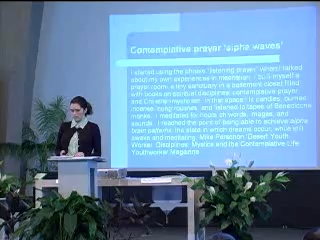 Contemplative prayer 'alpha waves'
I started using the phrase 'listening prayer' when I talked
about my own experiences in meditation. I built myself a
prayer room - a tiny sanctuary in a basement closet filled
with books on spiritual disciplines, contemplative prayer
and Christian mysticism. In that space I lit candles, burned
incense, hung rosaries, and listened to tapes of Benedictine
monks. I meditated for hours on words, images, and
sounds. I reached the point of being able to achieve alpha
brain patterns, the state in which dreams occur, while still
awake and meditating. Mike Perschon, Desert Youth
Worker: Disciplines, Mystics and the Contemplative Life
Youthworker Magazine